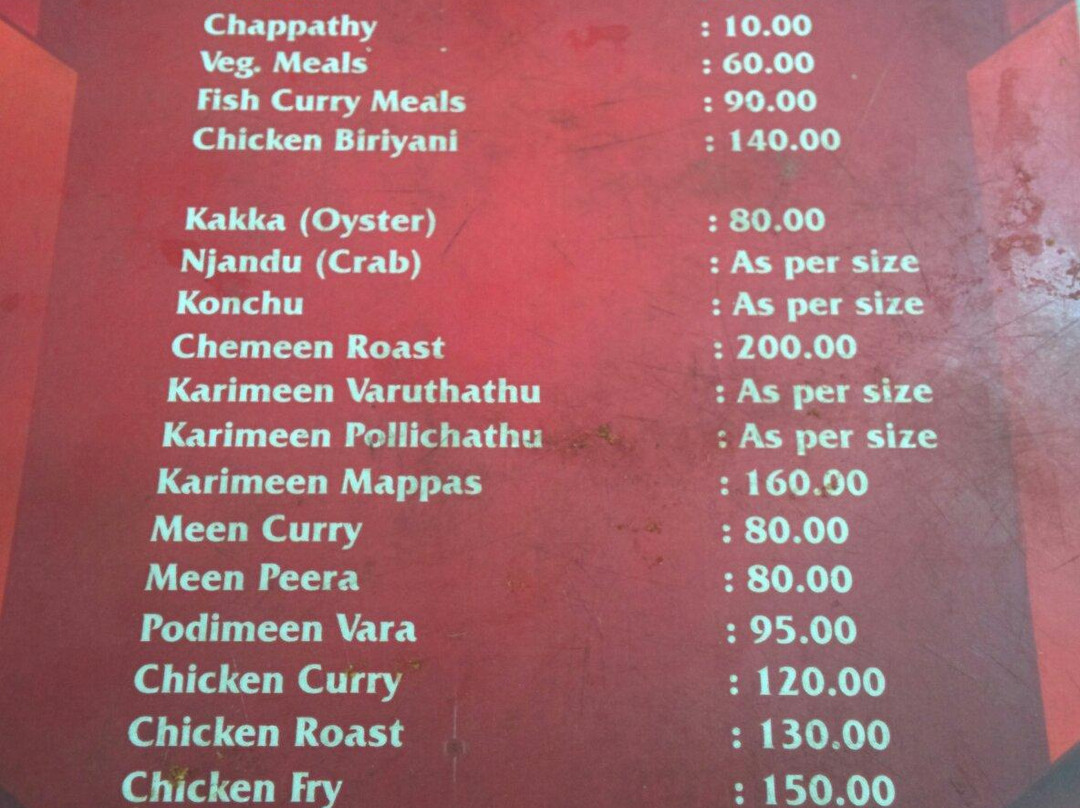 Chappathy : 10.00
Veg. Meals : 60.00
Fish Curry Meals : 90.00
Chicken Biriyani : 140.00
Kakka (Oyster) : 80.00
Njandu (Crab) : As per size
Konchu : As per size
Chemeen Roast : 200.00
Karimeen Varuthathu : As per size
Karimeen Pollichathu : As per size
Karimeen Mappas : 160.00
Meen Curry : 80.00
Meen Peera : 80.00
Podimeen Vara : 95.00
Chicken Curry : 120.00
Chicken Roast : 130.00
Chicken Fry : 150.00